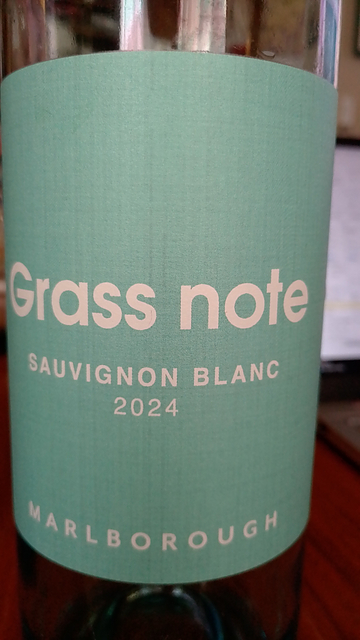 Grass note
SAUVIGNON BLANC
2024
MARLBOROUGH